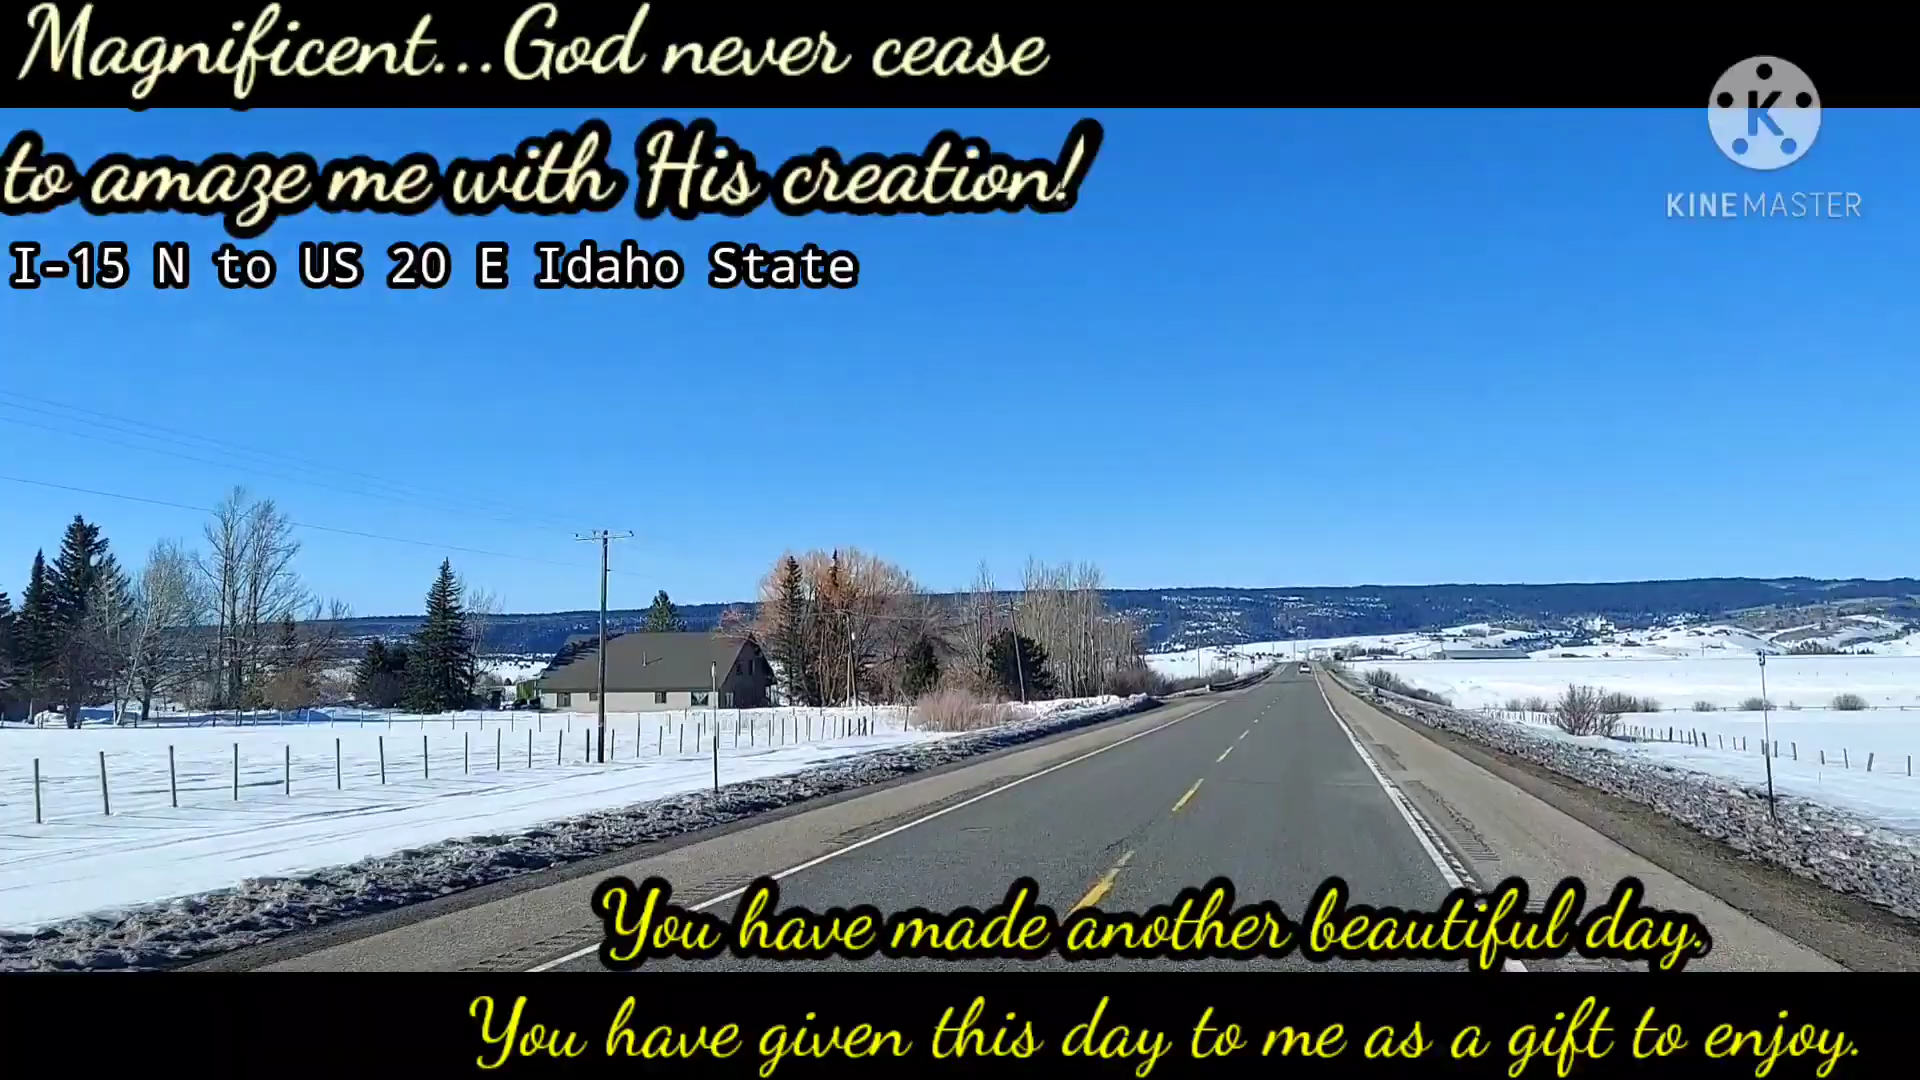 Magnificent...God never cease
to amaze me with His creation!
I-15 N to US 20 E Idaho State
K
KINEMASTER
You have made another beautiful day.
You have given this day to me as a gift to enjoy.